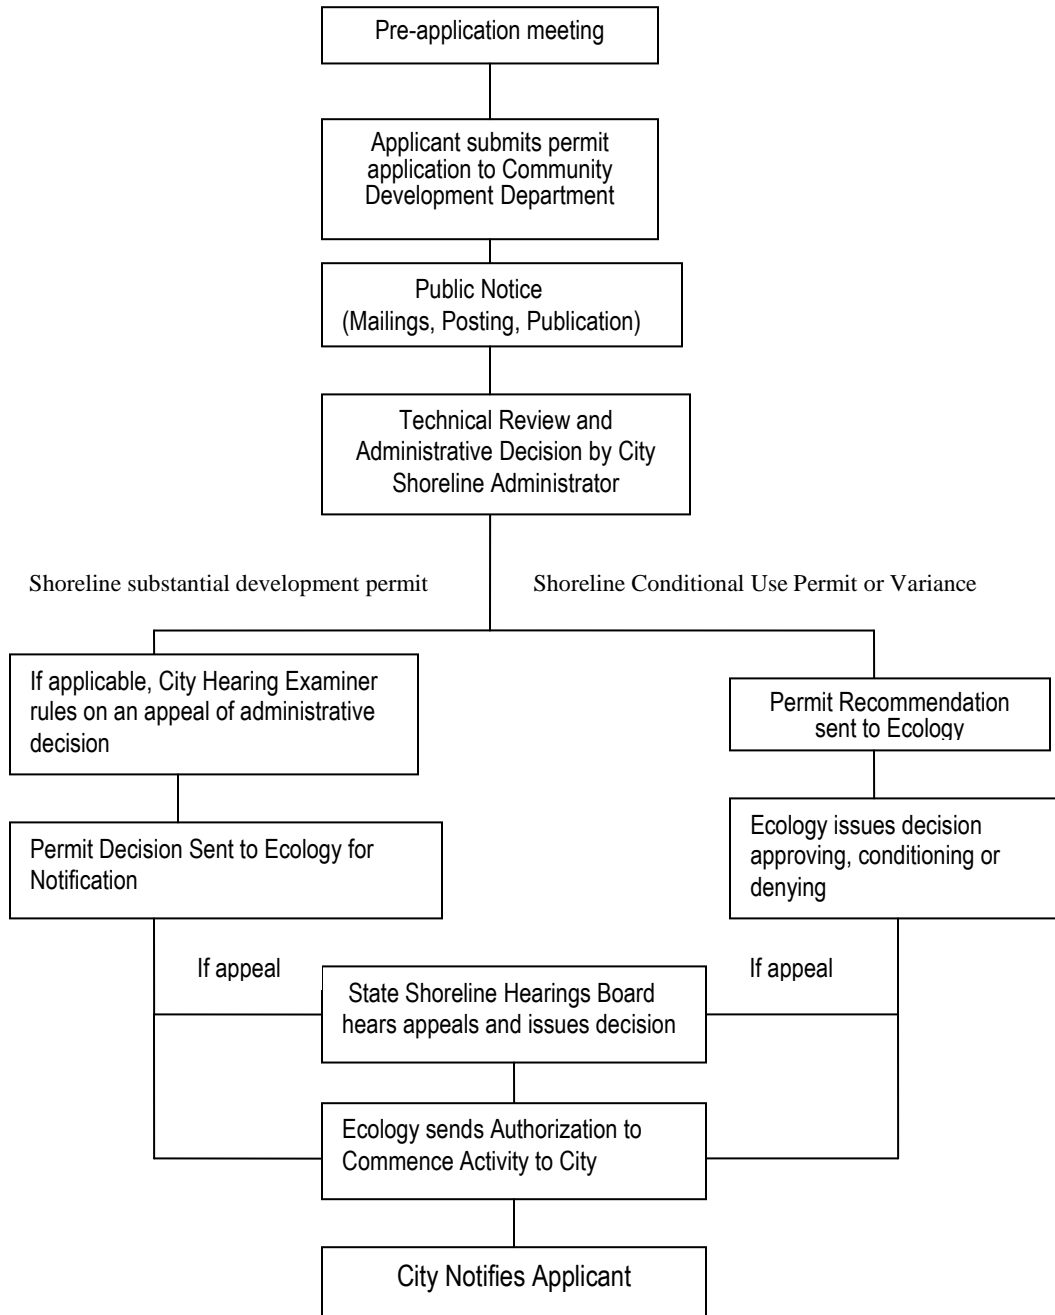 Pre-application meeting
Applicant submits permit
application to Community
Development Department
Public Notice
(Mailings, Posting, Publication)
Technical Review and
Administrative Decision by City
Shoreline Administrator
Shoreline substantial development permit
Shoreline Conditional Use Permit or Variance
If applicable, City Hearing Examiner
rules on an appeal of administrative
decision
Permit Recommendation
sent to Ecology
Permit Decision Sent to Ecology for
Notification
Ecology issues decision
approving, conditioning or
denying
If appeal
If appeal
State Shoreline Hearings Board
hears appeals and issues decision
Ecology sends Authorization to
Commence Activity to City
City Notifies Applicant